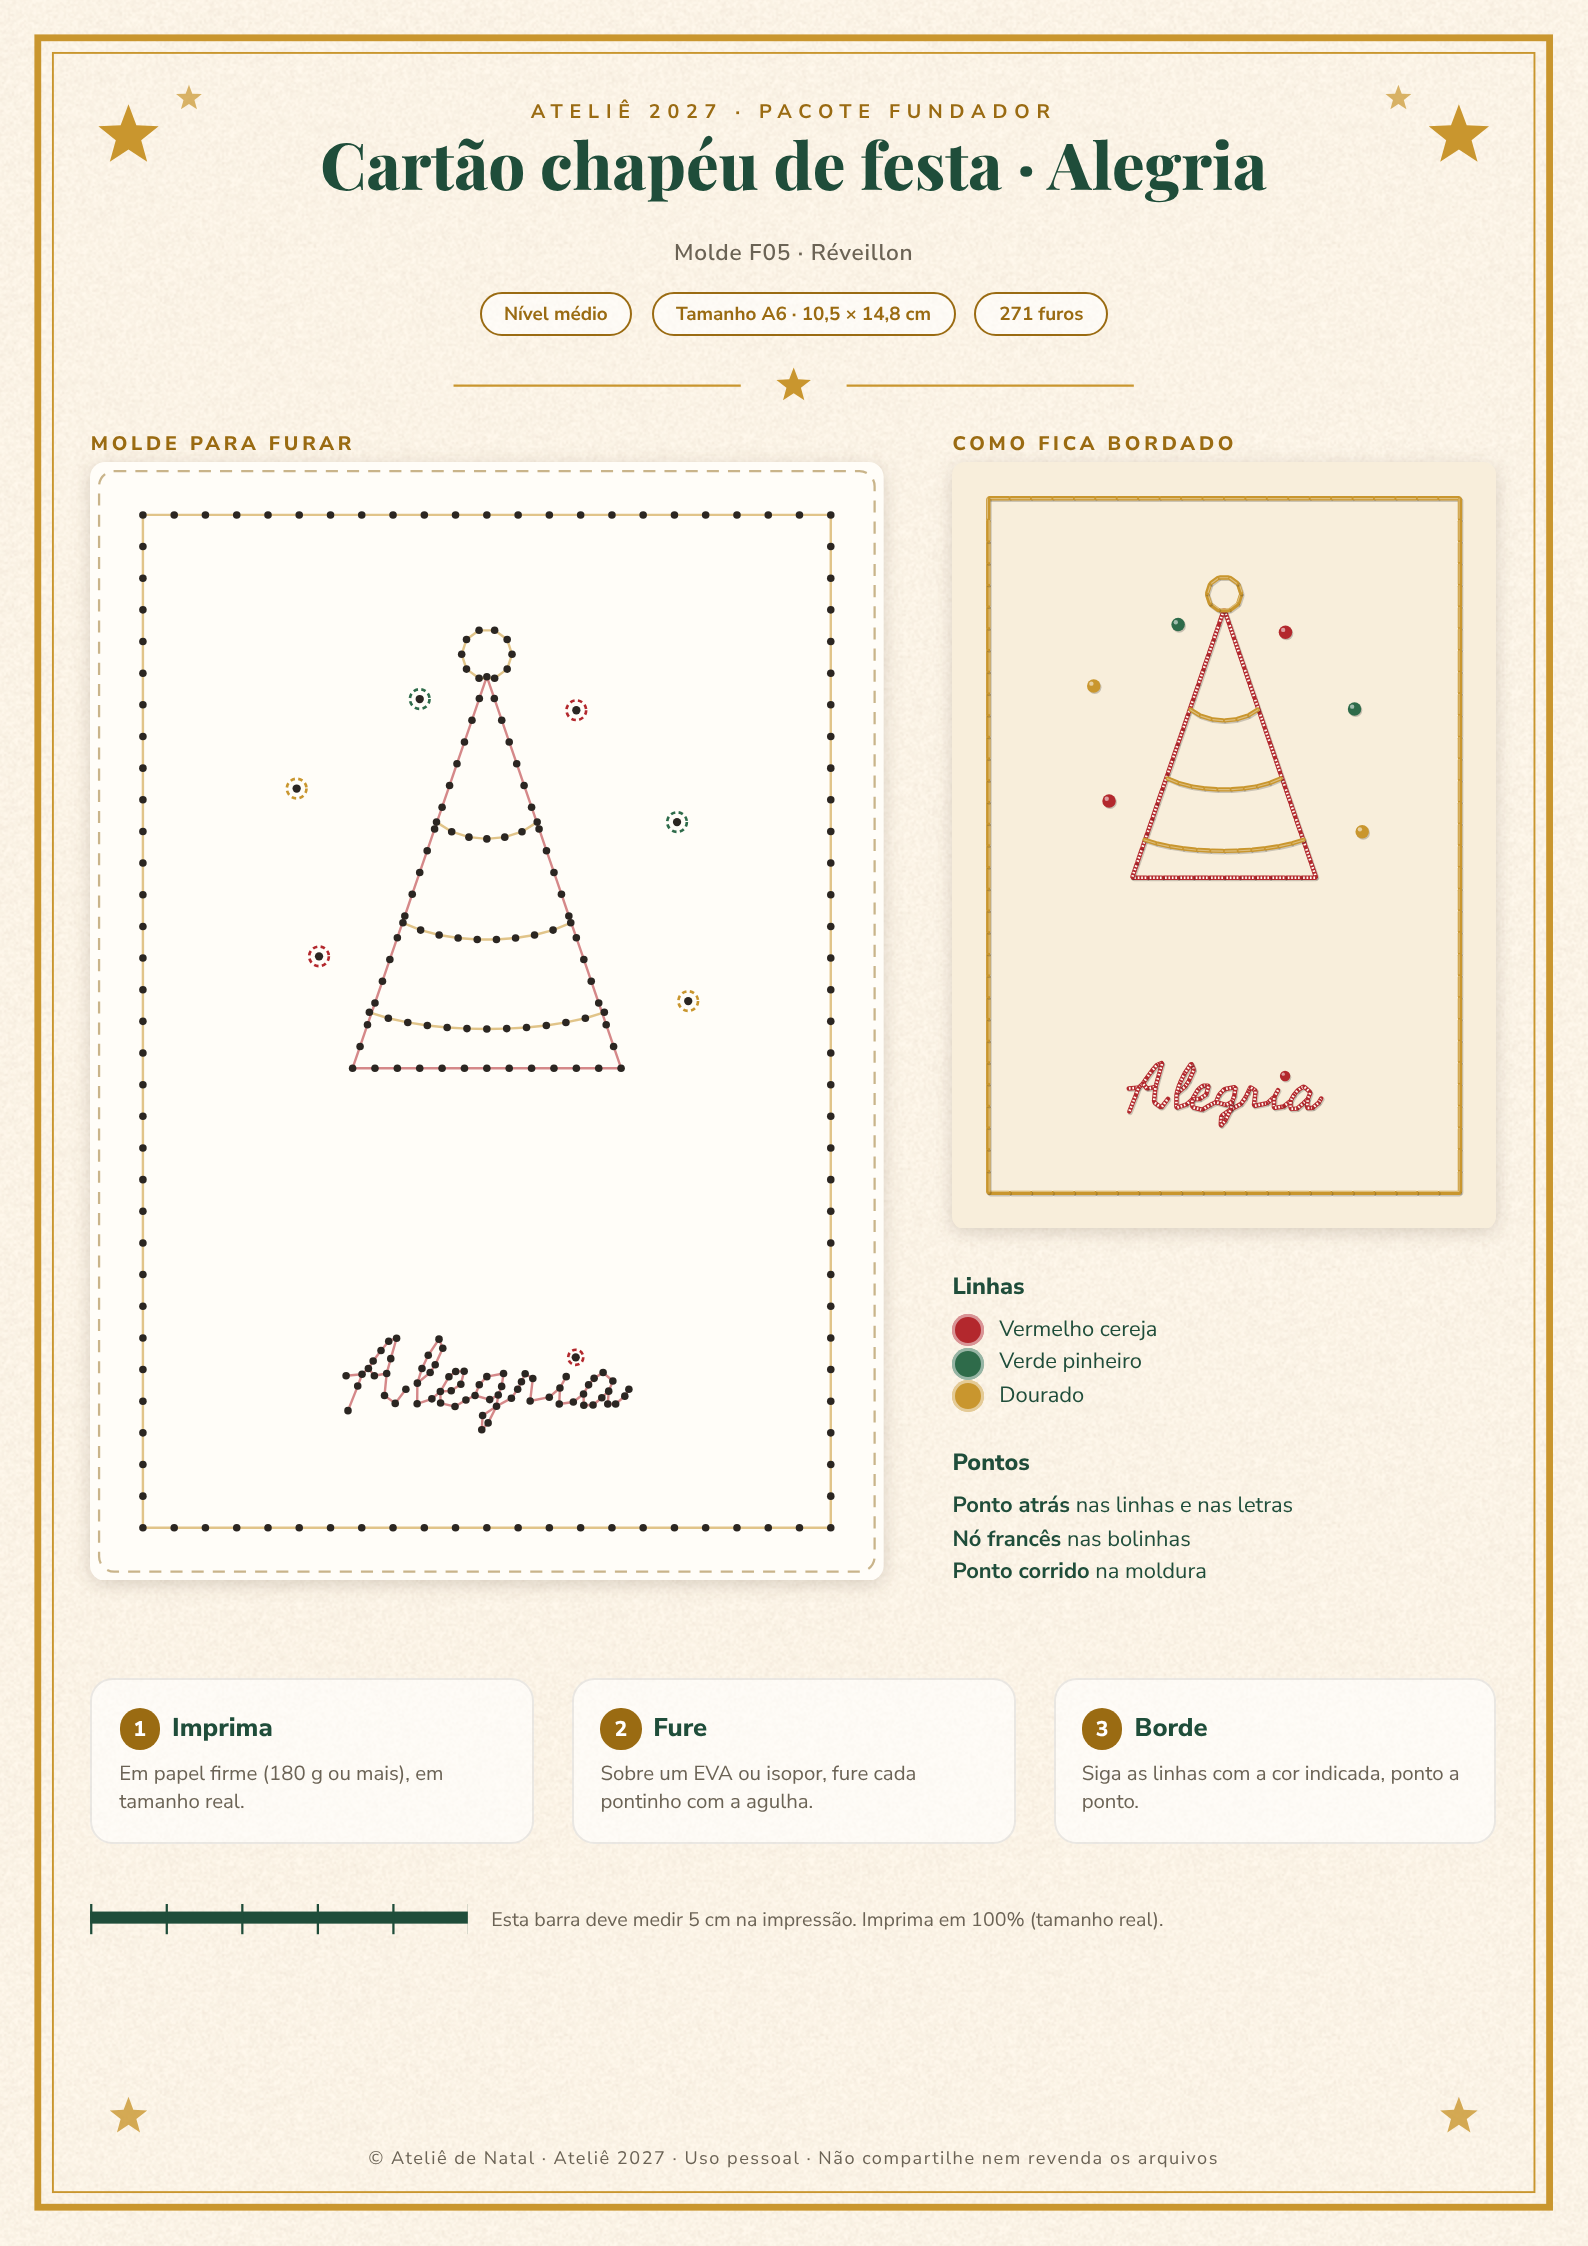 ATELIÊ 2027 · PACOTE FUNDADOR
Cartão chapéu de festa · Alegria
Molde F05 · Réveillon
Nível médio
Tamanho A6 · 10,5 × 14,8 cm
271 furos
MOLDE PARA FURAR
Alegria
COMO FICA BORDADO
Alegria
Linhas
Vermelho cereja
Verde pinheiro
Dourado
Pontos
Ponto atrás nas linhas e nas letras
Nó francês nas bolinhas
Ponto corrido na moldura
1 Imprima
Em papel firme (180 g ou mais), em
tamanho real.
2 Fure
Sobre um EVA ou isopor, fure cada
pontinho com a agulha.
3 Borde
Siga as linhas com a cor indicada, ponto a
ponto.
Esta barra deve medir 5 cm na impressão. Imprima em 100% (tamanho real).
© Ateliê de Natal · Ateliê 2027 · Uso pessoal · Não compartilhe nem revenda os arquivos